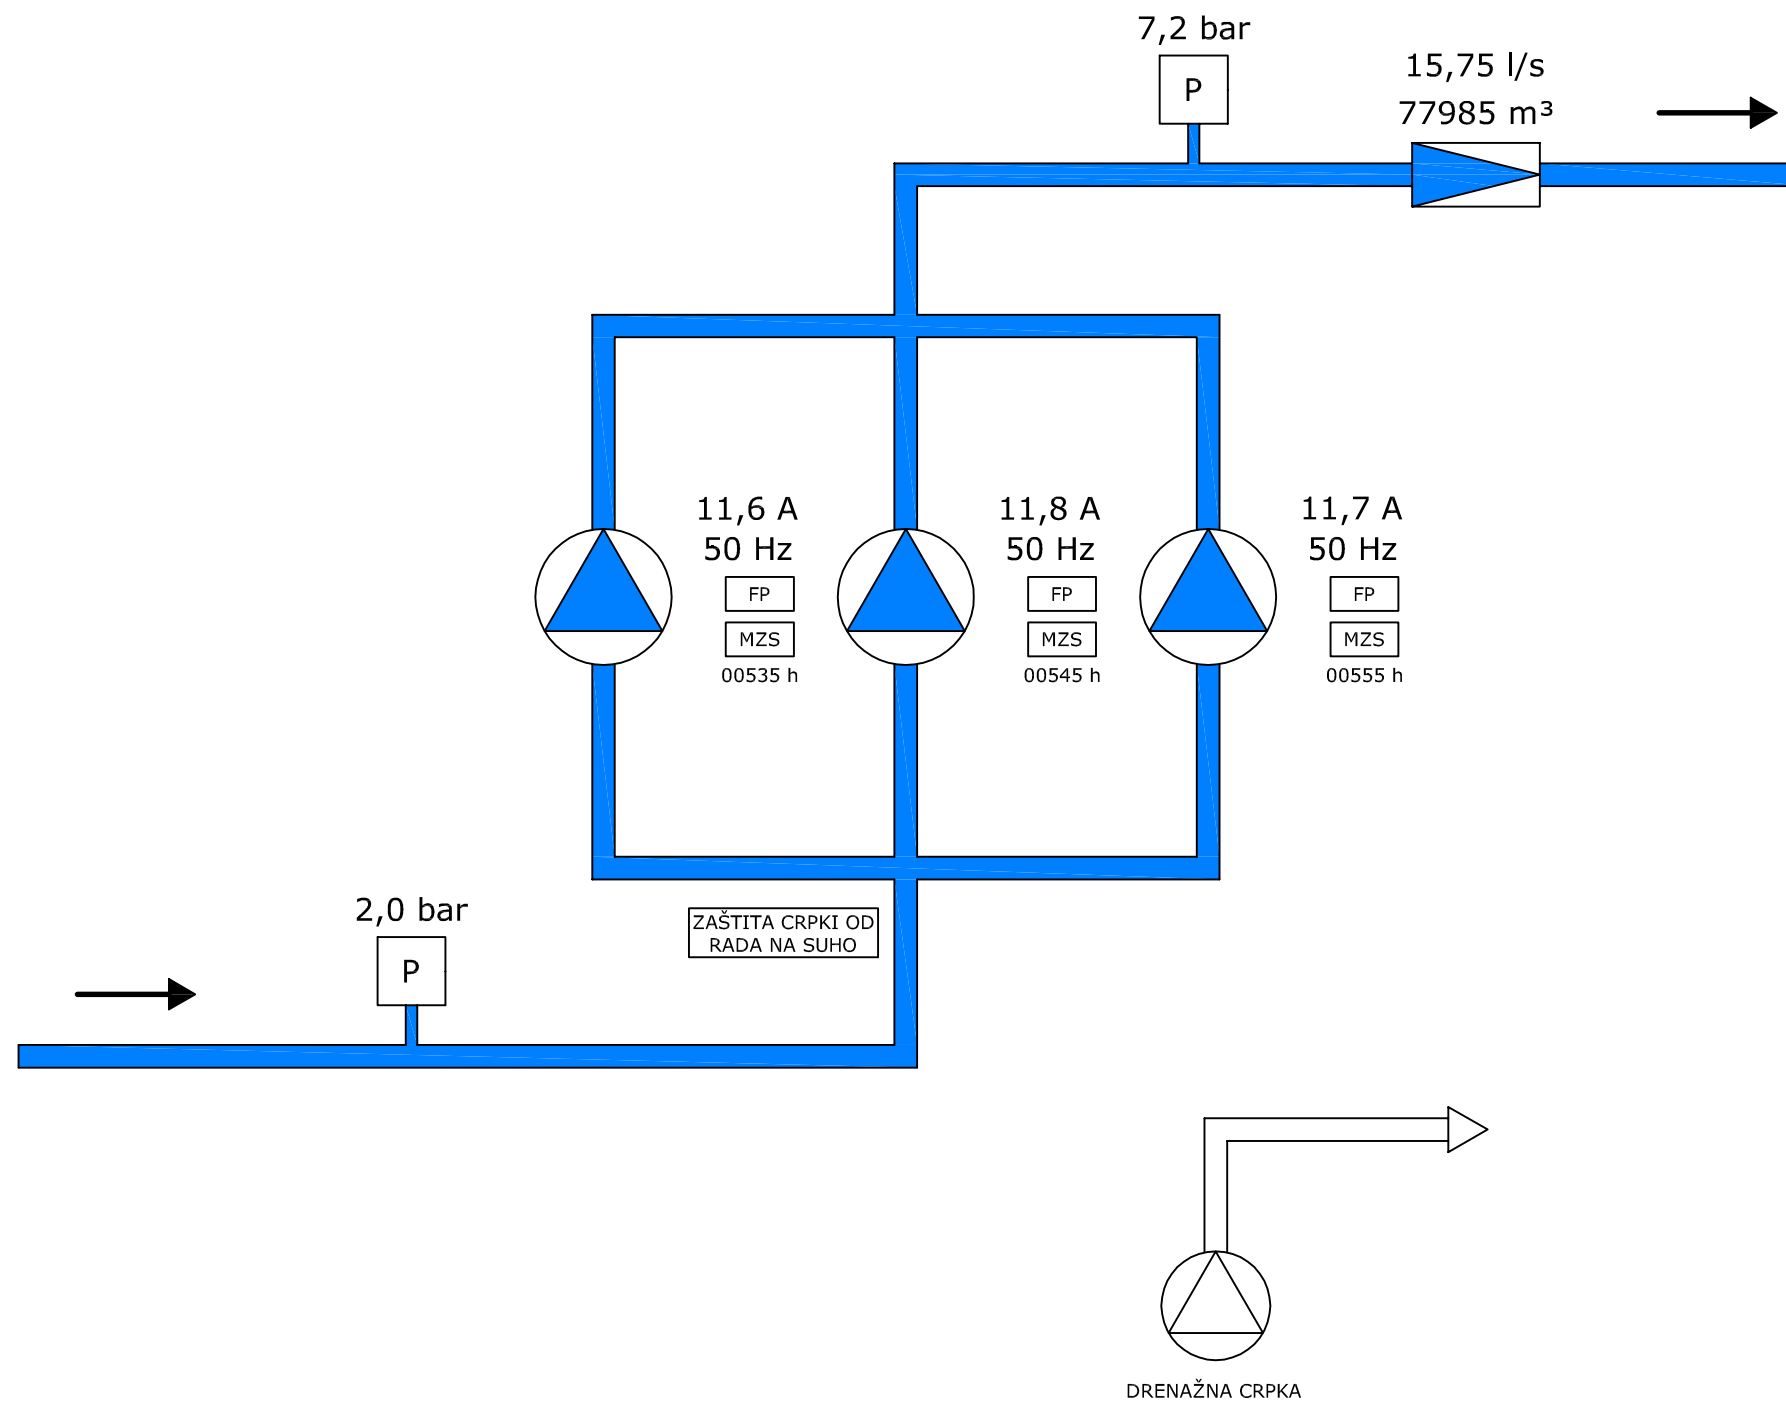 7,2 bar
P
15,75 l/s
77985 m³
11,6 A
50 Hz
FP
MZS
00535 h
11,8 A
50 Hz
FP
MZS
00545 h
11,7 A
50 Hz
FP
MZS
00555 h
2,0 bar
P
ZAŠTITA CRPKI OD
RADA NA SUHO
DRENAŽNA CRPKA